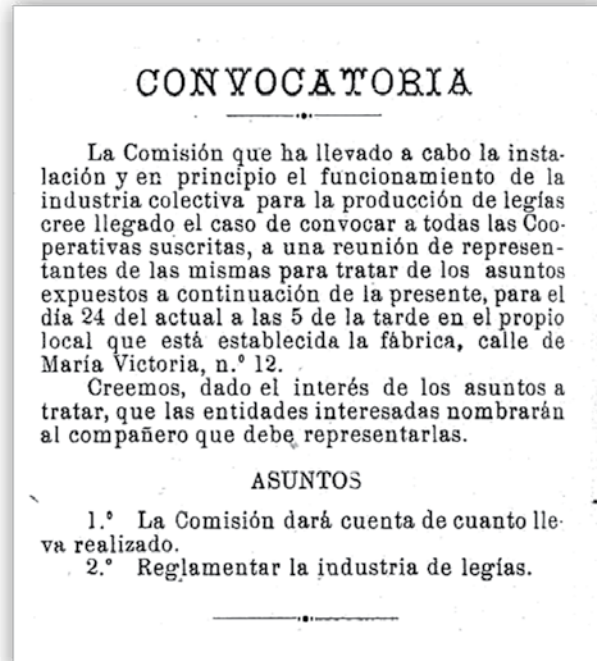 CONVOCATORIA
La Comisión que ha llevado a cabo la insta-
lación y en principio el funcionamiento de la
industria colectiva para la producción de legías
cree llegado el caso de convocar a todas las Coo-
perativas suscritas, a una reunión de represen-
tantes de las mismas para tratar de los asuntos
expuestos a continuación de la presente, para el
día 24 del actual a las 5 de la tarde en el propio
local que está establecida la fábrica, calle de
María Victoria, n.º 12.
Creemos, dado el interés de los asuntos a
tratar, que las entidades interesadas nombrarán
al compañero que debe representarlas.
ASUNTOS
1.º La Comisión dará cuenta de cuanto lle-
va realizado.
2.º Reglamentar la industria de legías.